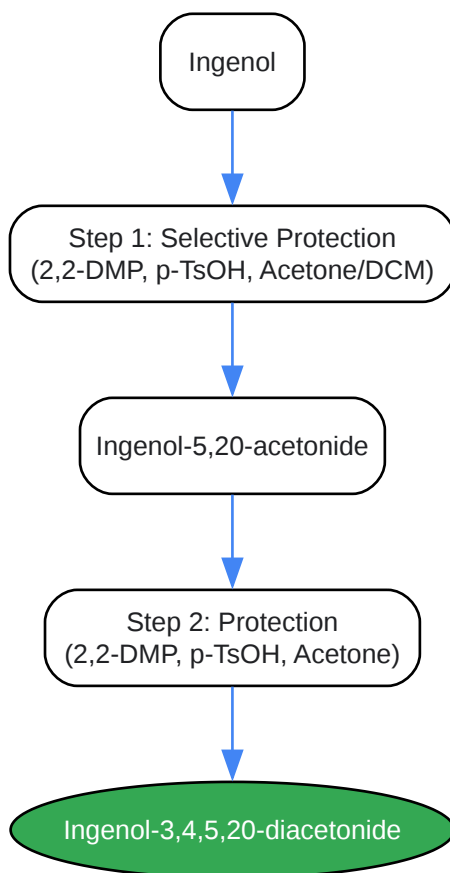 Ingenol
Step 1: Selective Protection
(2,2-DMP, p-TsOH, Acetone/DCM)
Ingenol-5,20-acetonide
Step 2: Protection
(2,2-DMP, p-TsOH, Acetone)
Ingenol-3,4,5,20-diacetonide